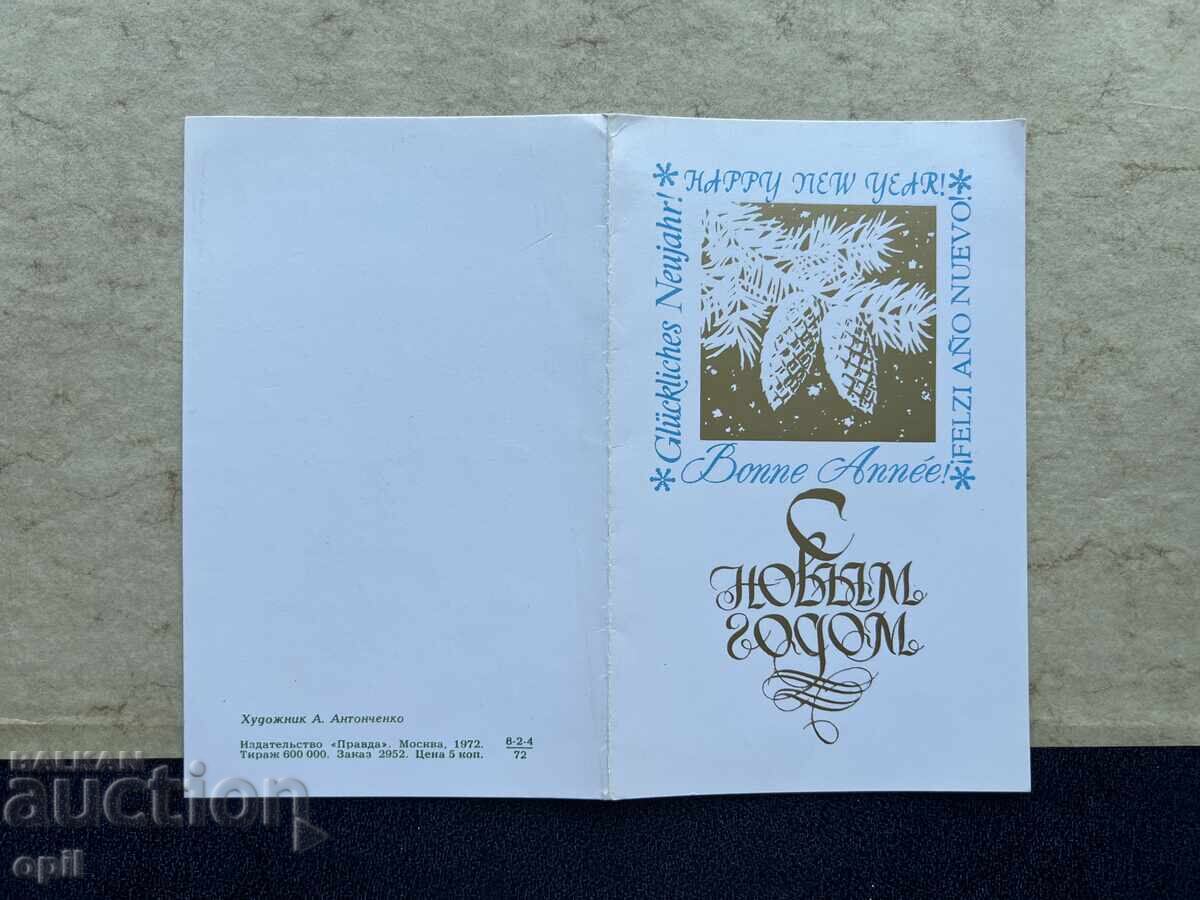 HAPPY NEW YEAR!
Glückliches Neujahr!
¡FELZI AÑO NUEVO!
Bonne Année!
С
НОВЫМ
ГОДОМ
Художник А. Антонченко
Издательство «Правда». Москва, 1972.
Тираж 600 000. Заказ 2952. Цена 5 коп.
8-2-4
72
BALKAN
auction
opil